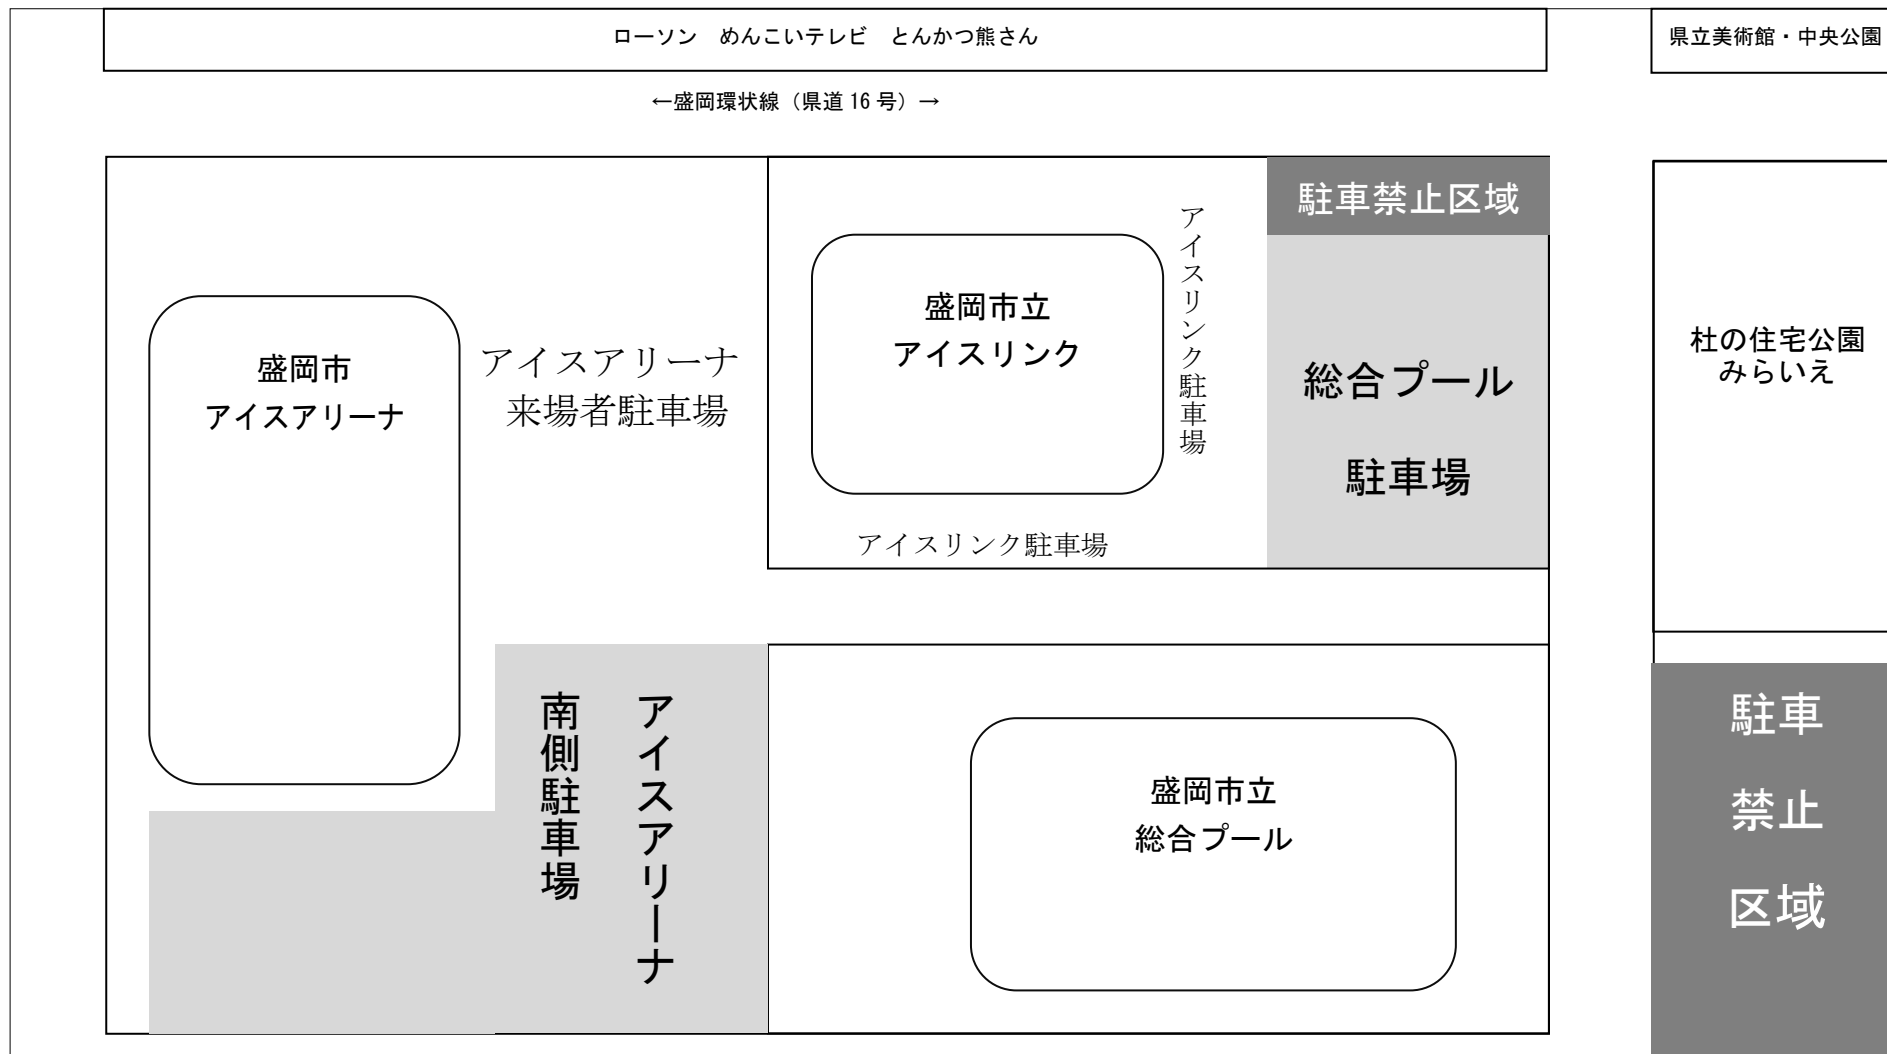 ローソン　めんこいテレビ　とんかつ熊さん
県立美術館・中央公園
←盛岡環状線（県道 16 号）→
駐車禁止区域
アイスリンク駐車場
盛岡市立
アイスリンク
総合プール
駐車場
杜の住宅公園
みらいえ
盛岡市
アイスアリーナ
アイスアリーナ
来場者駐車場
アイスリンク駐車場
アイスアリーナ
南側駐車場
盛岡市立
総合プール
駐車
禁止
区域